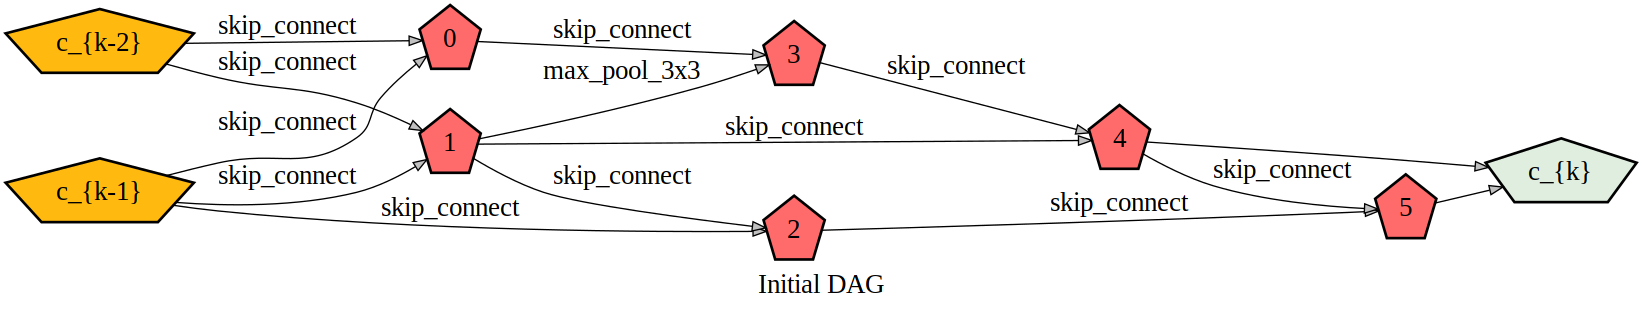 c_{k-2}
skip_connect
0
skip_connect
3
skip_connect
skip_connect
max_pool_3x3
skip_connect
1
skip_connect
4
c_{k-1}
skip_connect
skip_connect
skip_connect
c_{k}
skip_connect
2
skip_connect
5
Initial DAG